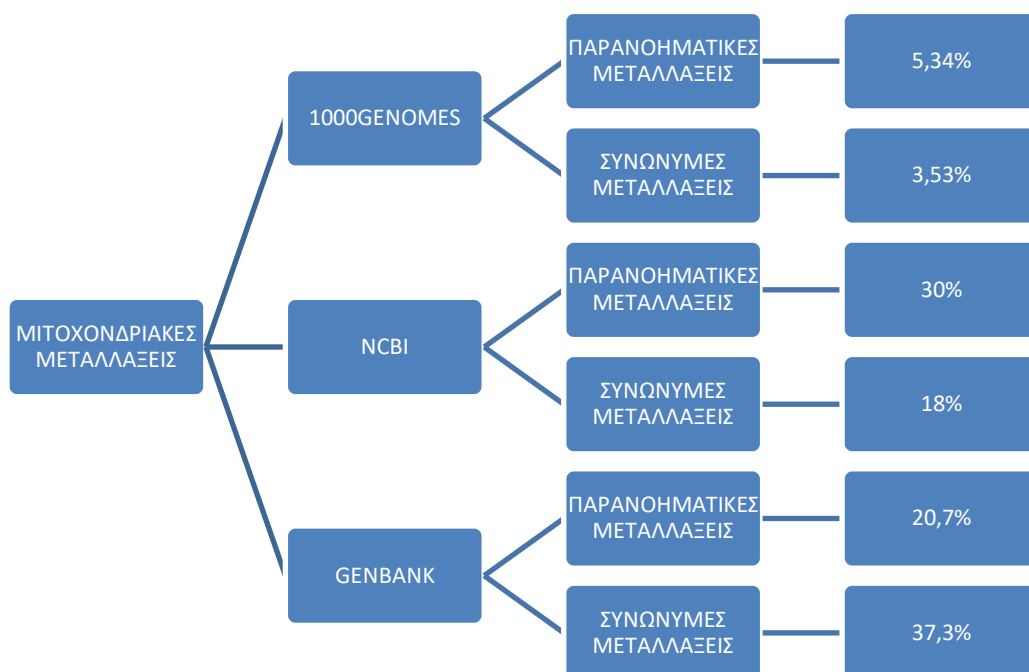 ΜΙΤΟΧΟΝΔΡΙΑΚΕΣ
ΜΕΤΑΛΛΑΞΕΙΣ
1000GENOMES
ΠΑΡΑΝΟΗΜΑΤΙΚΕΣ
ΜΕΤΑΛΛΑΞΕΙΣ
5,34%
ΣΥΝΩΝΥΜΕΣ
ΜΕΤΑΛΛΑΞΕΙΣ
3,53%
NCBI
ΠΑΡΑΝΟΗΜΑΤΙΚΕΣ
ΜΕΤΑΛΛΑΞΕΙΣ
30%
ΣΥΝΩΝΥΜΕΣ
ΜΕΤΑΛΛΑΞΕΙΣ
18%
GENBANK
ΠΑΡΑΝΟΗΜΑΤΙΚΕΣ
ΜΕΤΑΛΛΑΞΕΙΣ
20,7%
ΣΥΝΩΝΥΜΕΣ
ΜΕΤΑΛΛΑΞΕΙΣ
37,3%